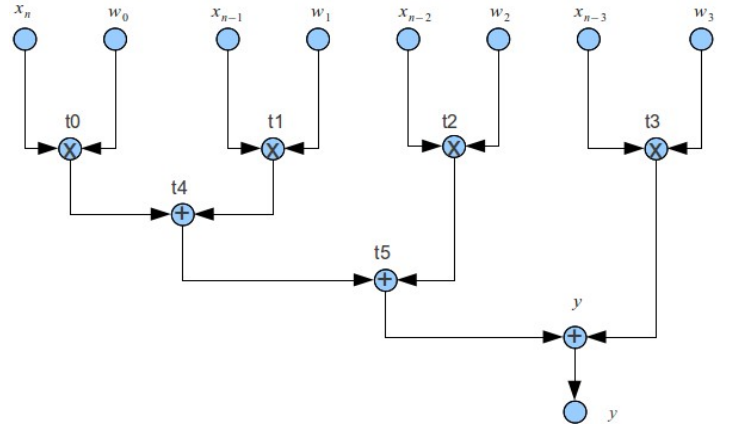 xₙ w₀ xₙ₋₁ w₁ xₙ₋₂ w₂ xₙ₋₃ w₃
t0 t1 t2 t3
X X X X
t4
+
t5
+
y
+
y